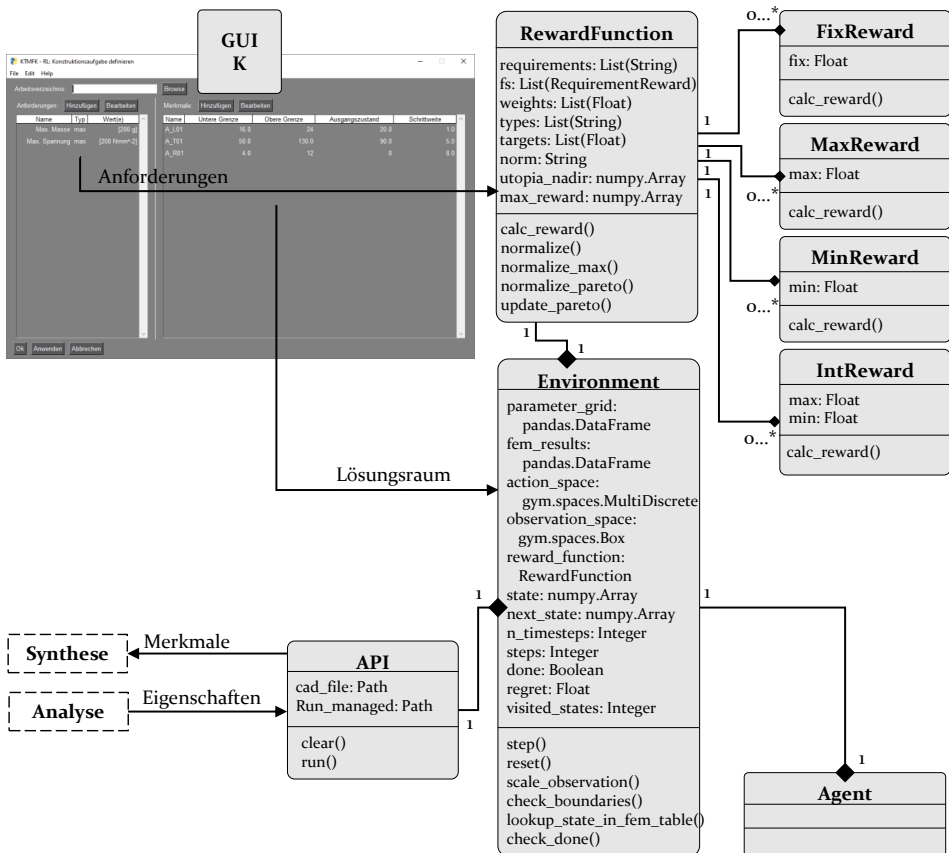 GUI
K
KTMFK - RL: Konstruktionsaufgabe definieren
File Edit Help
Arbeitsverzeichnis: Browse
Anforderungen: Hinzufügen Bearbeiten
Merkmale: Hinzufügen Bearbeiten
Name Typ Wert(e)
Max. Masse max [200 g]
Max. Spannung max [200 Nmm^-2]
Name Untere Grenze Obere Grenze Ausgangszustand Schrittweite
A_L01 16.0 24 20.0 1.0
A_T01 50.0 130.0 90.0 5.0
A_R01 4.0 12 0 8.0
Ok Anwenden Abbrechen
Anforderungen
Lösungsraum
RewardFunction
requirements: List(String)
fs: List(RequirementReward)
weights: List(Float)
types: List(String)
targets: List(Float)
norm: String
utopia_nadir: numpy.Array
max_reward: numpy.Array
calc_reward()
normalize()
normalize_max()
normalize_pareto()
update_pareto()
1
1
1
1
0...*
0...*
0...*
0...*
FixReward
fix: Float
calc_reward()
MaxReward
max: Float
calc_reward()
MinReward
min: Float
calc_reward()
IntReward
max: Float
min: Float
calc_reward()
1
1
Environment
parameter_grid:
pandas.DataFrame
fem_results:
pandas.DataFrame
action_space:
gym.spaces.MultiDiscrete
observation_space:
gym.spaces.Box
reward_function:
RewardFunction
state: numpy.Array
next_state: numpy.Array
n_timesteps: Integer
steps: Integer
done: Boolean
regret: Float
visited_states: Integer
step()
reset()
scale_observation()
check_boundaries()
lookup_state_in_fem_table()
check_done()
1
1
1
1
Synthese
Merkmale
Analyse
Eigenschaften
API
cad_file: Path
Run_managed: Path
clear()
run()
Agent